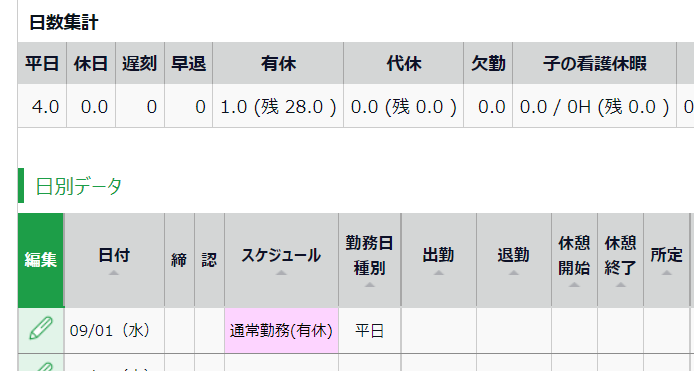 日数集計
平日 休日 遅刻 早退 有休 代休 欠勤 子の看護休暇
4.0 0.0 0 0 1.0 (残 28.0 ) 0.0 (残 0.0 ) 0.0 0.0 / 0H (残 0.0 )
日別データ
編集 日付 締 認 スケジュール 勤務日 種別 出勤 退勤 休憩 開始 休憩 終了 所定
09/01（水） 通常勤務(有休) 平日